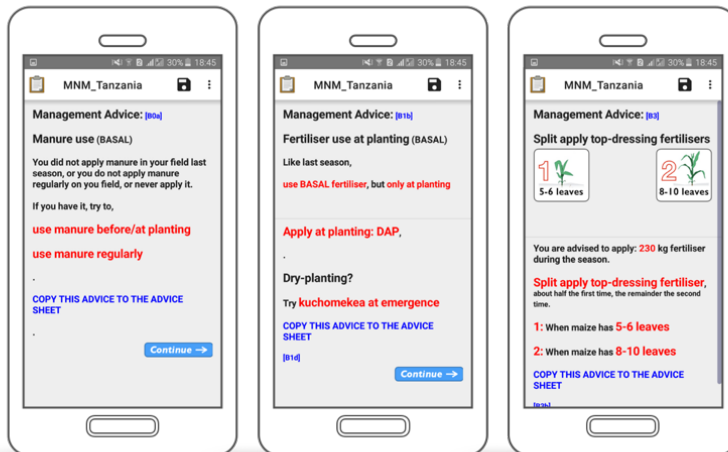 30% 18:45
MNM_Tanzania
Management Advice: [B0a]
Manure use (BASAL)
You did not apply manure in your field last
season, or you do not apply manure
regularly on your field, or never apply it.
If you have it, try to,
use manure before/at planting
use manure regularly
.
COPY THIS ADVICE TO THE ADVICE
SHEET
.
Continue →
30% 18:45
MNM_Tanzania
Management Advice: [B1b]
Fertiliser use at planting (BASAL)
Like last season,
use BASAL fertiliser, but only at planting
Apply at planting: DAP,
.
Dry-planting?
Try kuchomekea at emergence
COPY THIS ADVICE TO THE ADVICE
SHEET
[B1d]
Continue →
30% 18:45
MNM_Tanzania
Management Advice: [B3]
Split apply top-dressing fertilisers
1 2
5-6 leaves 8-10 leaves
You are advised to apply: 230 kg fertiliser
during the season.
Split apply top-dressing fertiliser,
about half the first time, the remainder the second
time.
1: When maize has 5-6 leaves
2: When maize has 8-10 leaves
COPY THIS ADVICE TO THE ADVICE
SHEET